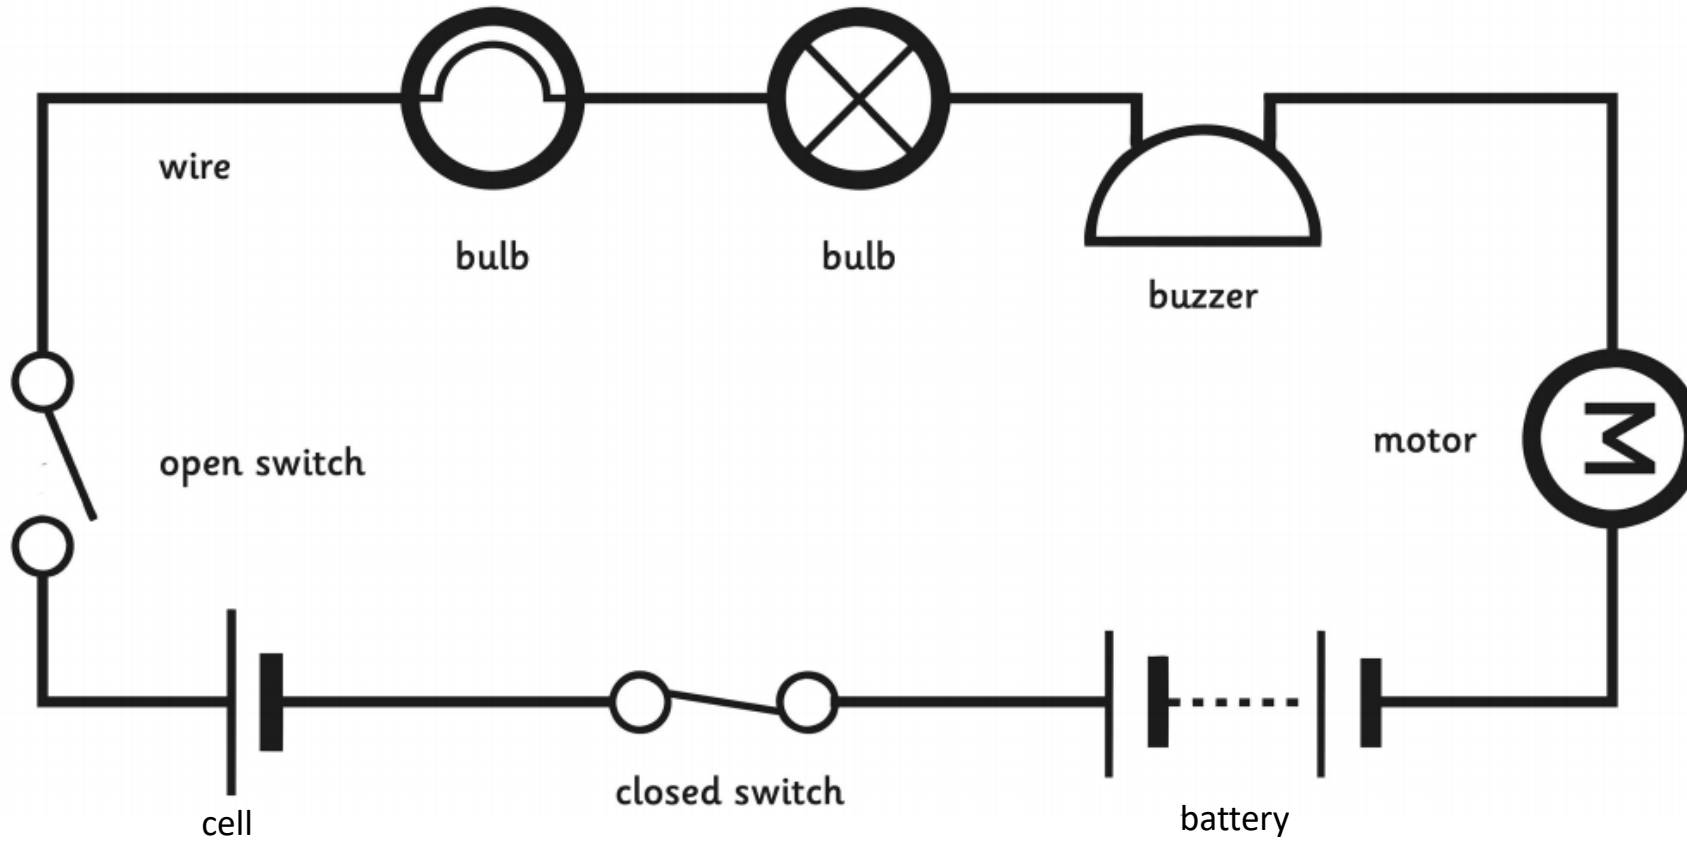 wire
bulb
bulb
buzzer
motor
M
open switch
closed switch
cell
battery